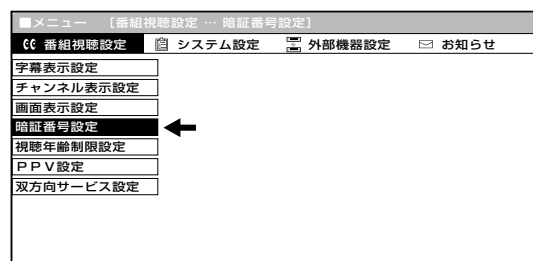 ■メニュー ［番組視聴設定 … 暗証番号設定］
番組視聴設定 システム設定 外部機器設定 お知らせ
字幕表示設定
チャンネル表示設定
画面表示設定
暗証番号設定
視聴年齢制限設定
ＰＰＶ設定
双方向サービス設定